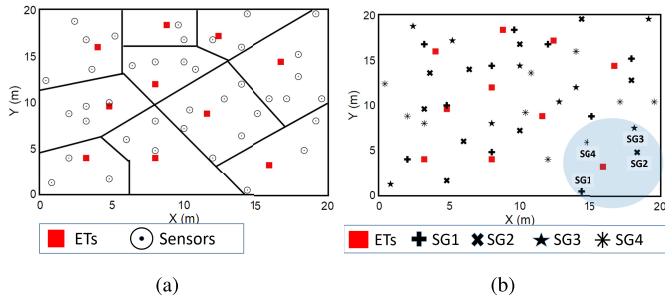 20
15
10
5
0
0 5 10 15 20
Y (m)
X (m)
ETs Sensors
(a)
20
15
10
5
0
0 5 10 15 20
Y (m)
X (m)
SG4
SG3
SG2
SG1
ETs SG1 SG2 SG3 SG4
(b)